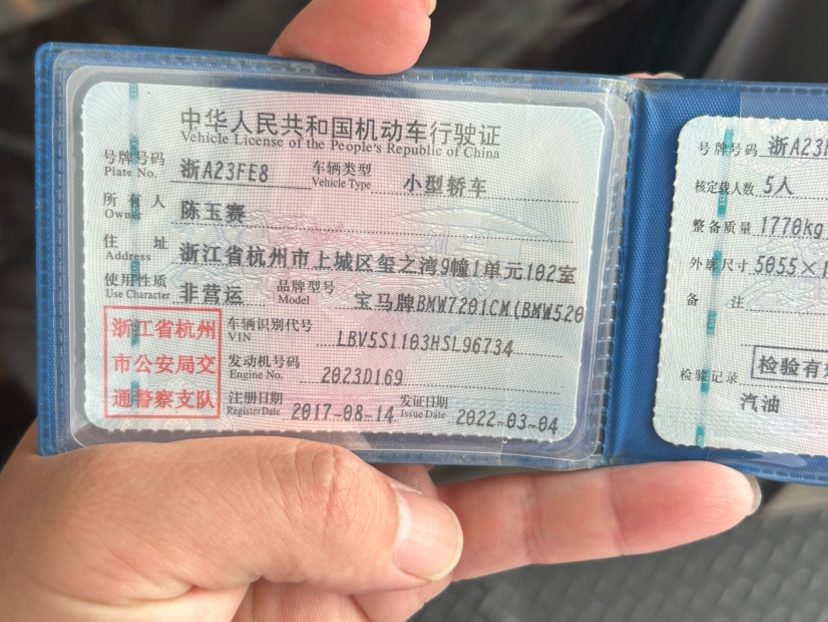 中华人民共和国机动车行驶证
Vehicle License of the People's Republic of China
号牌号码 浙A23FE8 车辆类型 小型轿车
Plate No. Vehicle Type
所有人 陈玉赛
Owner
住址 浙江省杭州市上城区玺之湾9幢1单元102室
Address
使用性质 非营运 品牌型号 宝马牌BMW7201CM(BMW520
Use Character Model
浙江省杭州
市公安局交
通警察支队
车辆识别代号 LBV5S1103HSL96734
VIN
发动机号码 2023D169
Engine No.
注册日期 2017-08-14 发证日期 2022-03-04
Register Date Issue Date
号牌号码 浙A23
核定载人数 5人
整备质量 1770kg
外廓尺寸 5055×
备注
检验记录 检验有
汽油